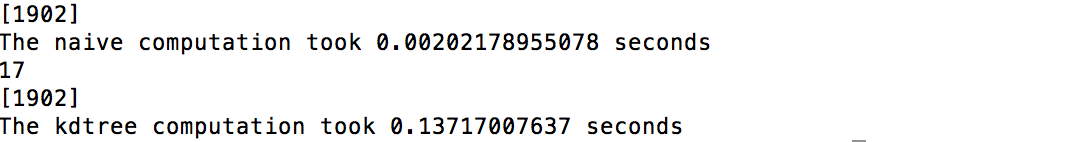 [1902]
The naive computation took 0.00202178955078 seconds
17
[1902]
The kdtree computation took 0.13717007637 seconds